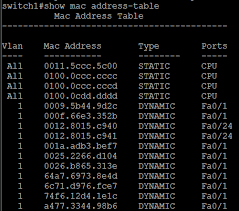 switch1#show mac address-table
Mac Address Table
-------------------------------------------
Vlan Mac Address Type Ports
---- ----------- -------- -----
All 0011.5ccc.5c00 STATIC CPU
All 0100.0ccc.cccc STATIC CPU
All 0100.0ccc.cccd STATIC CPU
All 0100.0ccd.dddd STATIC CPU
1 0009.5b44.9d2c DYNAMIC Fa0/1
1 000f.66e3.352b DYNAMIC Fa0/1
1 0012.8015.c940 DYNAMIC Fa0/24
1 0012.8015.c941 DYNAMIC Fa0/24
1 001a.adb3.bef7 DYNAMIC Fa0/1
1 0025.2266.d104 DYNAMIC Fa0/1
1 0026.b865.313e DYNAMIC Fa0/1
1 64a7.6973.8e4d DYNAMIC Fa0/1
1 6c71.d976.fce7 DYNAMIC Fa0/1
1 74f6.12d4.1e1c DYNAMIC Fa0/1
1 a477.3344.98b6 DYNAMIC Fa0/1